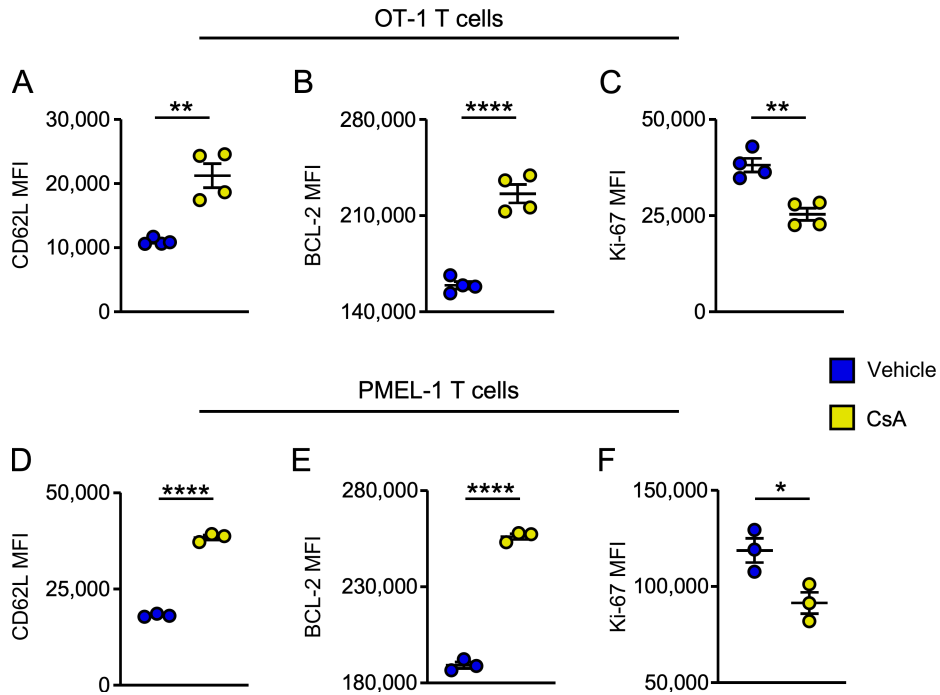 OT-1 T cells
A
B
C
**
****
**
30,000
20,000
10,000
0
CD62L MFI
280,000
210,000
140,000
BCL-2 MFI
50,000
25,000
0
Ki-67 MFI
Vehicle
CsA
PMEL-1 T cells
D
E
F
****
****
*
50,000
25,000
0
CD62L MFI
280,000
230,000
180,000
BCL-2 MFI
150,000
100,000
50,000
Ki-67 MFI